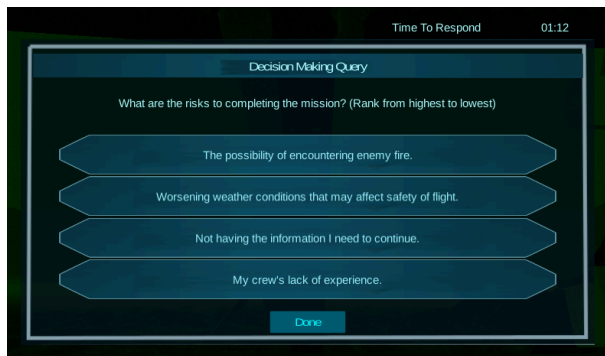 Time To Respond 01:12
Decision Making Query
What are the risks to completing the mission? (Rank from highest to lowest)
The possibility of encountering enemy fire.
Worsening weather conditions that may affect safety of flight.
Not having the information I need to continue.
My crew's lack of experience.
Done